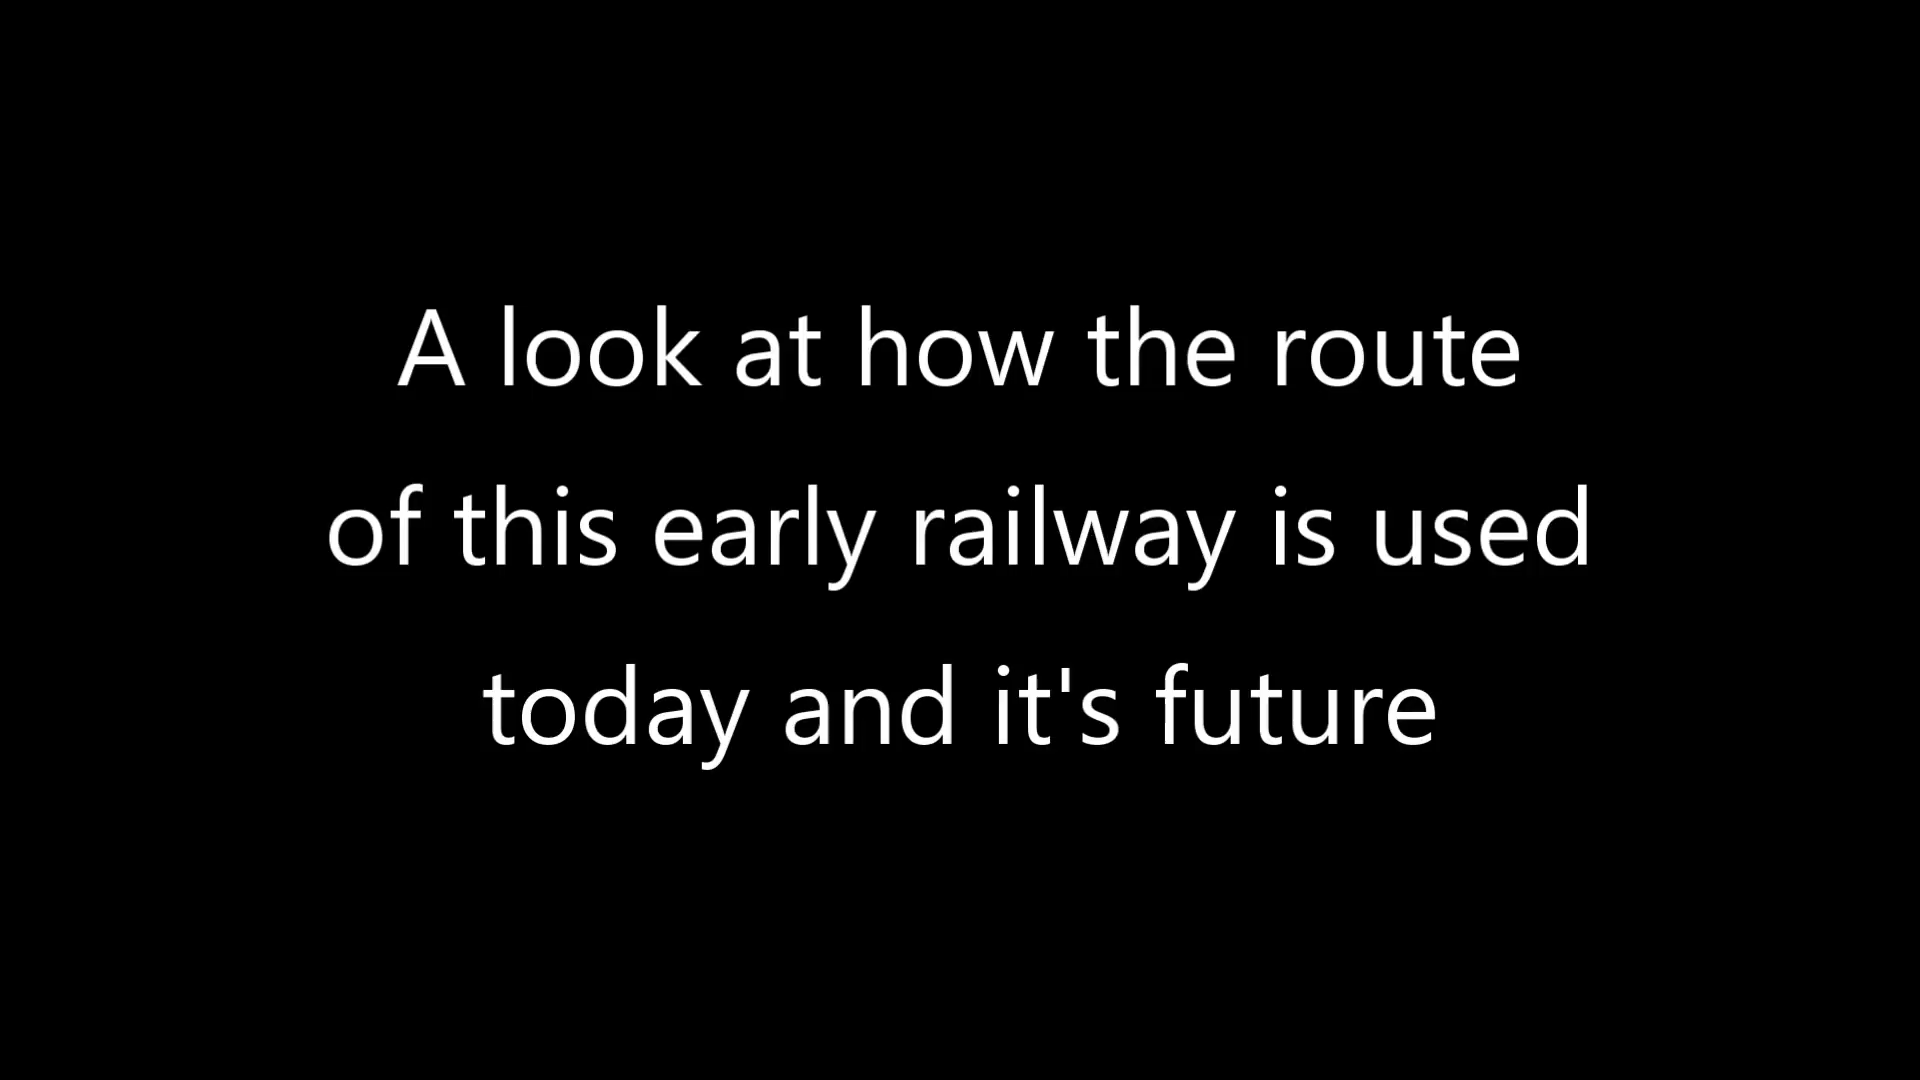 A look at how the route
of this early railway is used
today and it's future